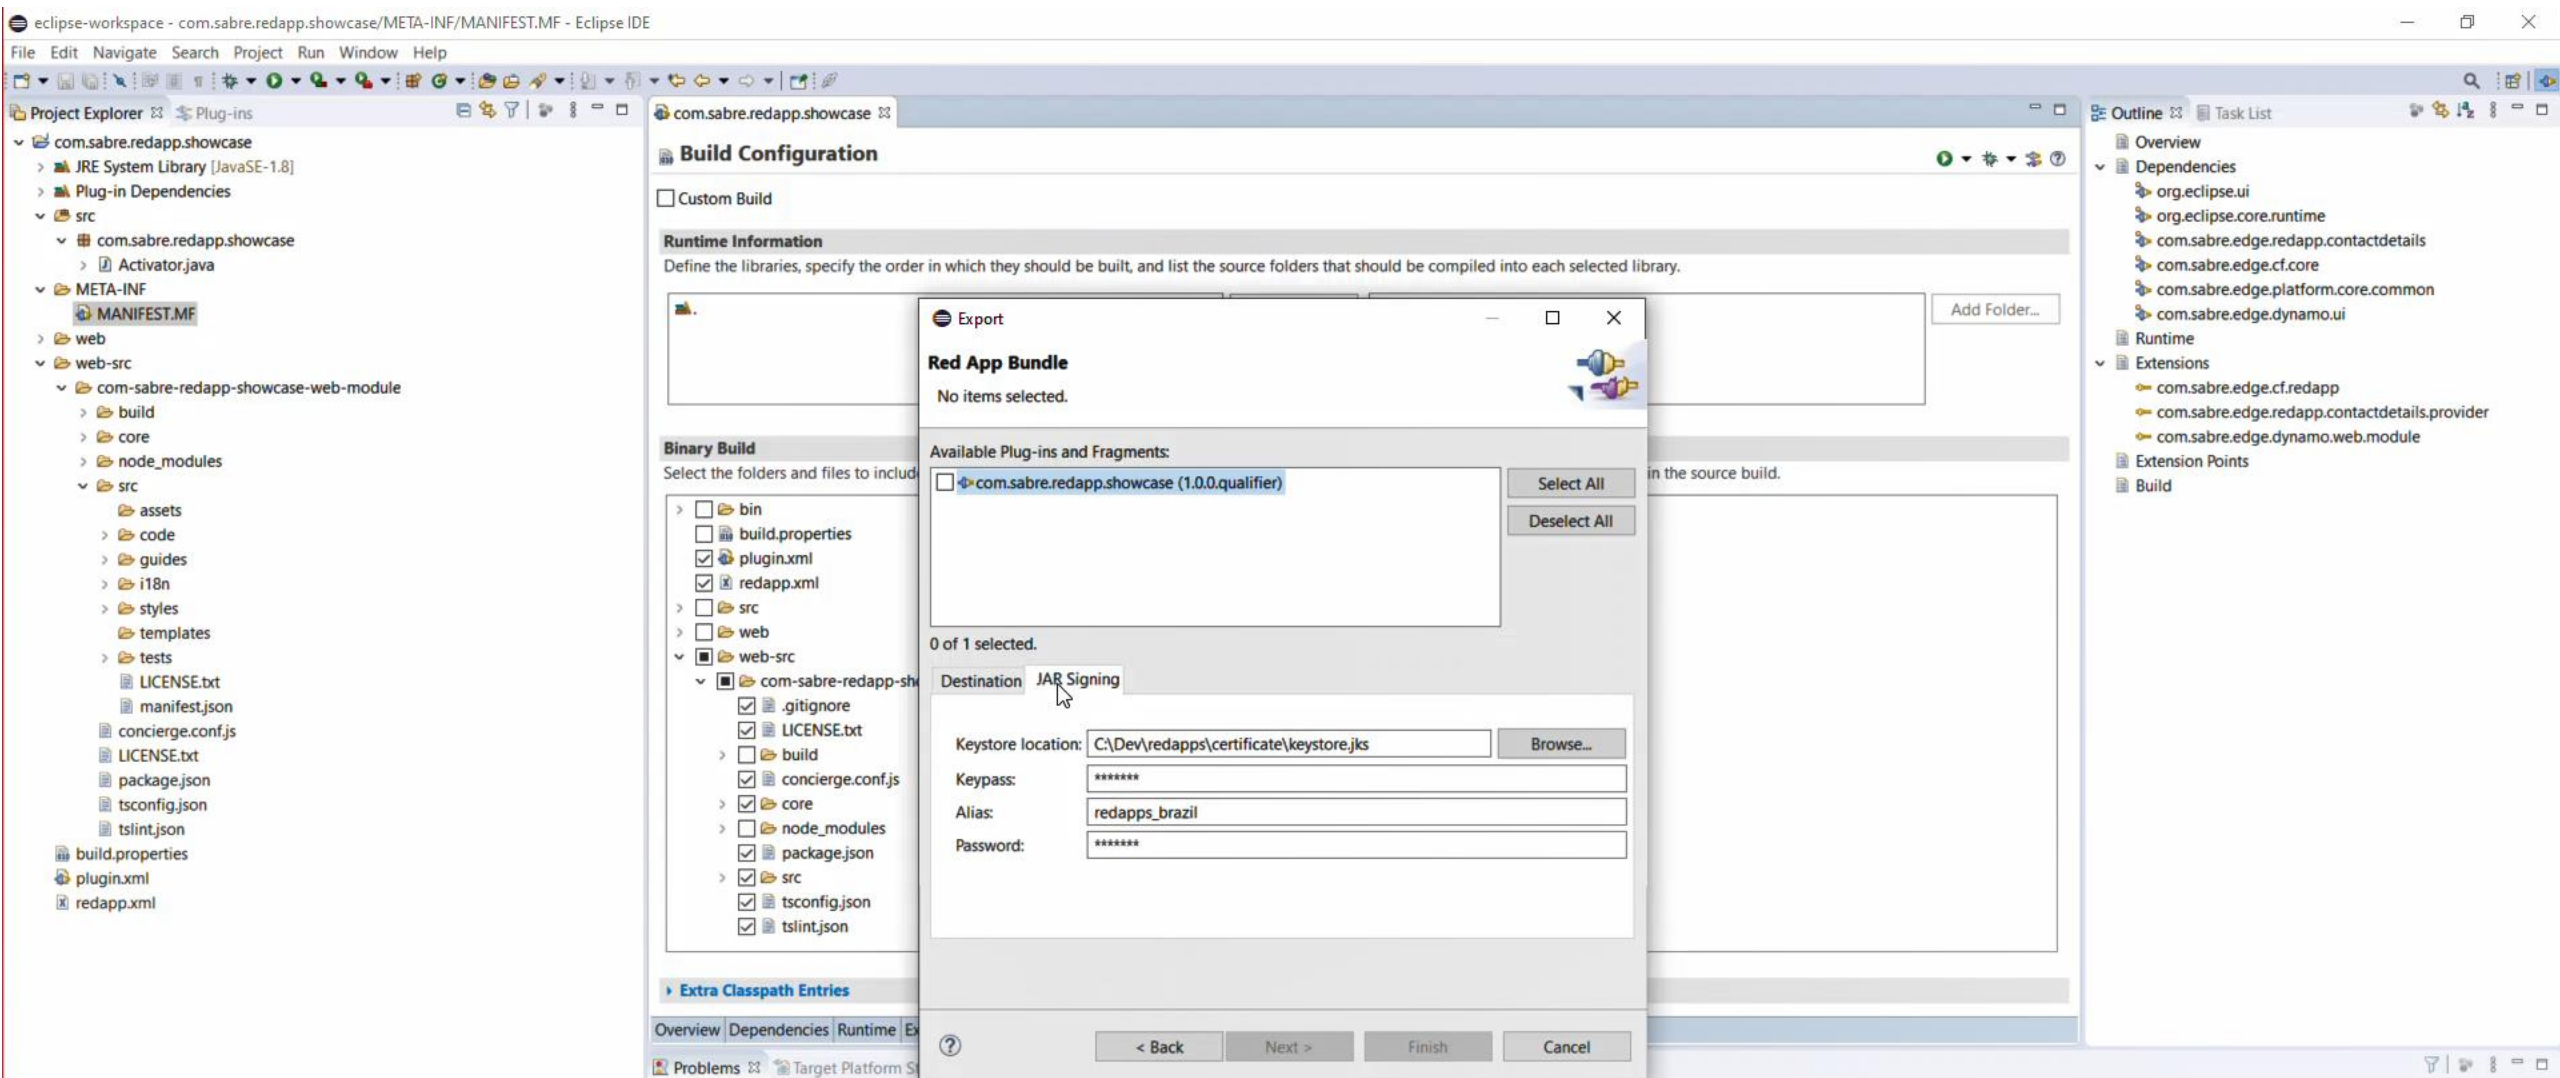 eclipse-workspace - com.sabre.redapp.showcase/META-INF/MANIFEST.MF - Eclipse IDE
File Edit Navigate Search Project Run Window Help
Project Explorer Plug-ins
com.sabre.redapp.showcase
JRE System Library [JavaSE-1.8]
Plug-in Dependencies
src
com.sabre.redapp.showcase
Activator.java
META-INF
MANIFEST.MF
web
web-src
com-sabre-redapp-showcase-web-module
build
core
node_modules
src
assets
code
guides
i18n
styles
templates
tests
LICENSE.txt
manifest.json
concierge.conf.js
LICENSE.txt
package.json
tsconfig.json
tslint.json
build.properties
plugin.xml
redapp.xml
com.sabre.redapp.showcase
Build Configuration
Custom Build
Runtime Information
Define the libraries, specify the order in which they should be built, and list the source folders that should be compiled into each selected library.
.
Add Folder...
Binary Build
Select the folders and files to includ
in the source build.
bin
build.properties
plugin.xml
redapp.xml
src
web
web-src
com-sabre-redapp-sh
.gitignore
LICENSE.txt
build
concierge.conf.js
core
node_modules
package.json
src
tsconfig.json
tslint.json
Extra Classpath Entries
Overview Dependencies Runtime Ex
Problems Target Platform S
Export
Red App Bundle
No items selected.
Available Plug-ins and Fragments:
com.sabre.redapp.showcase (1.0.0.qualifier)
Select All
Deselect All
0 of 1 selected.
Destination JAR Signing
Keystore location: C:\Dev\redapps\certificate\keystore.jks Browse...
Keypass: *******
Alias: redapps_brazil
Password: *******
< Back Next > Finish Cancel
Outline Task List
Overview
Dependencies
org.eclipse.ui
org.eclipse.core.runtime
com.sabre.edge.redapp.contactdetails
com.sabre.edge.cf.core
com.sabre.edge.platform.core.common
com.sabre.edge.dynamo.ui
Runtime
Extensions
com.sabre.edge.cf.redapp
com.sabre.edge.redapp.contactdetails.provider
com.sabre.edge.dynamo.web.module
Extension Points
Build